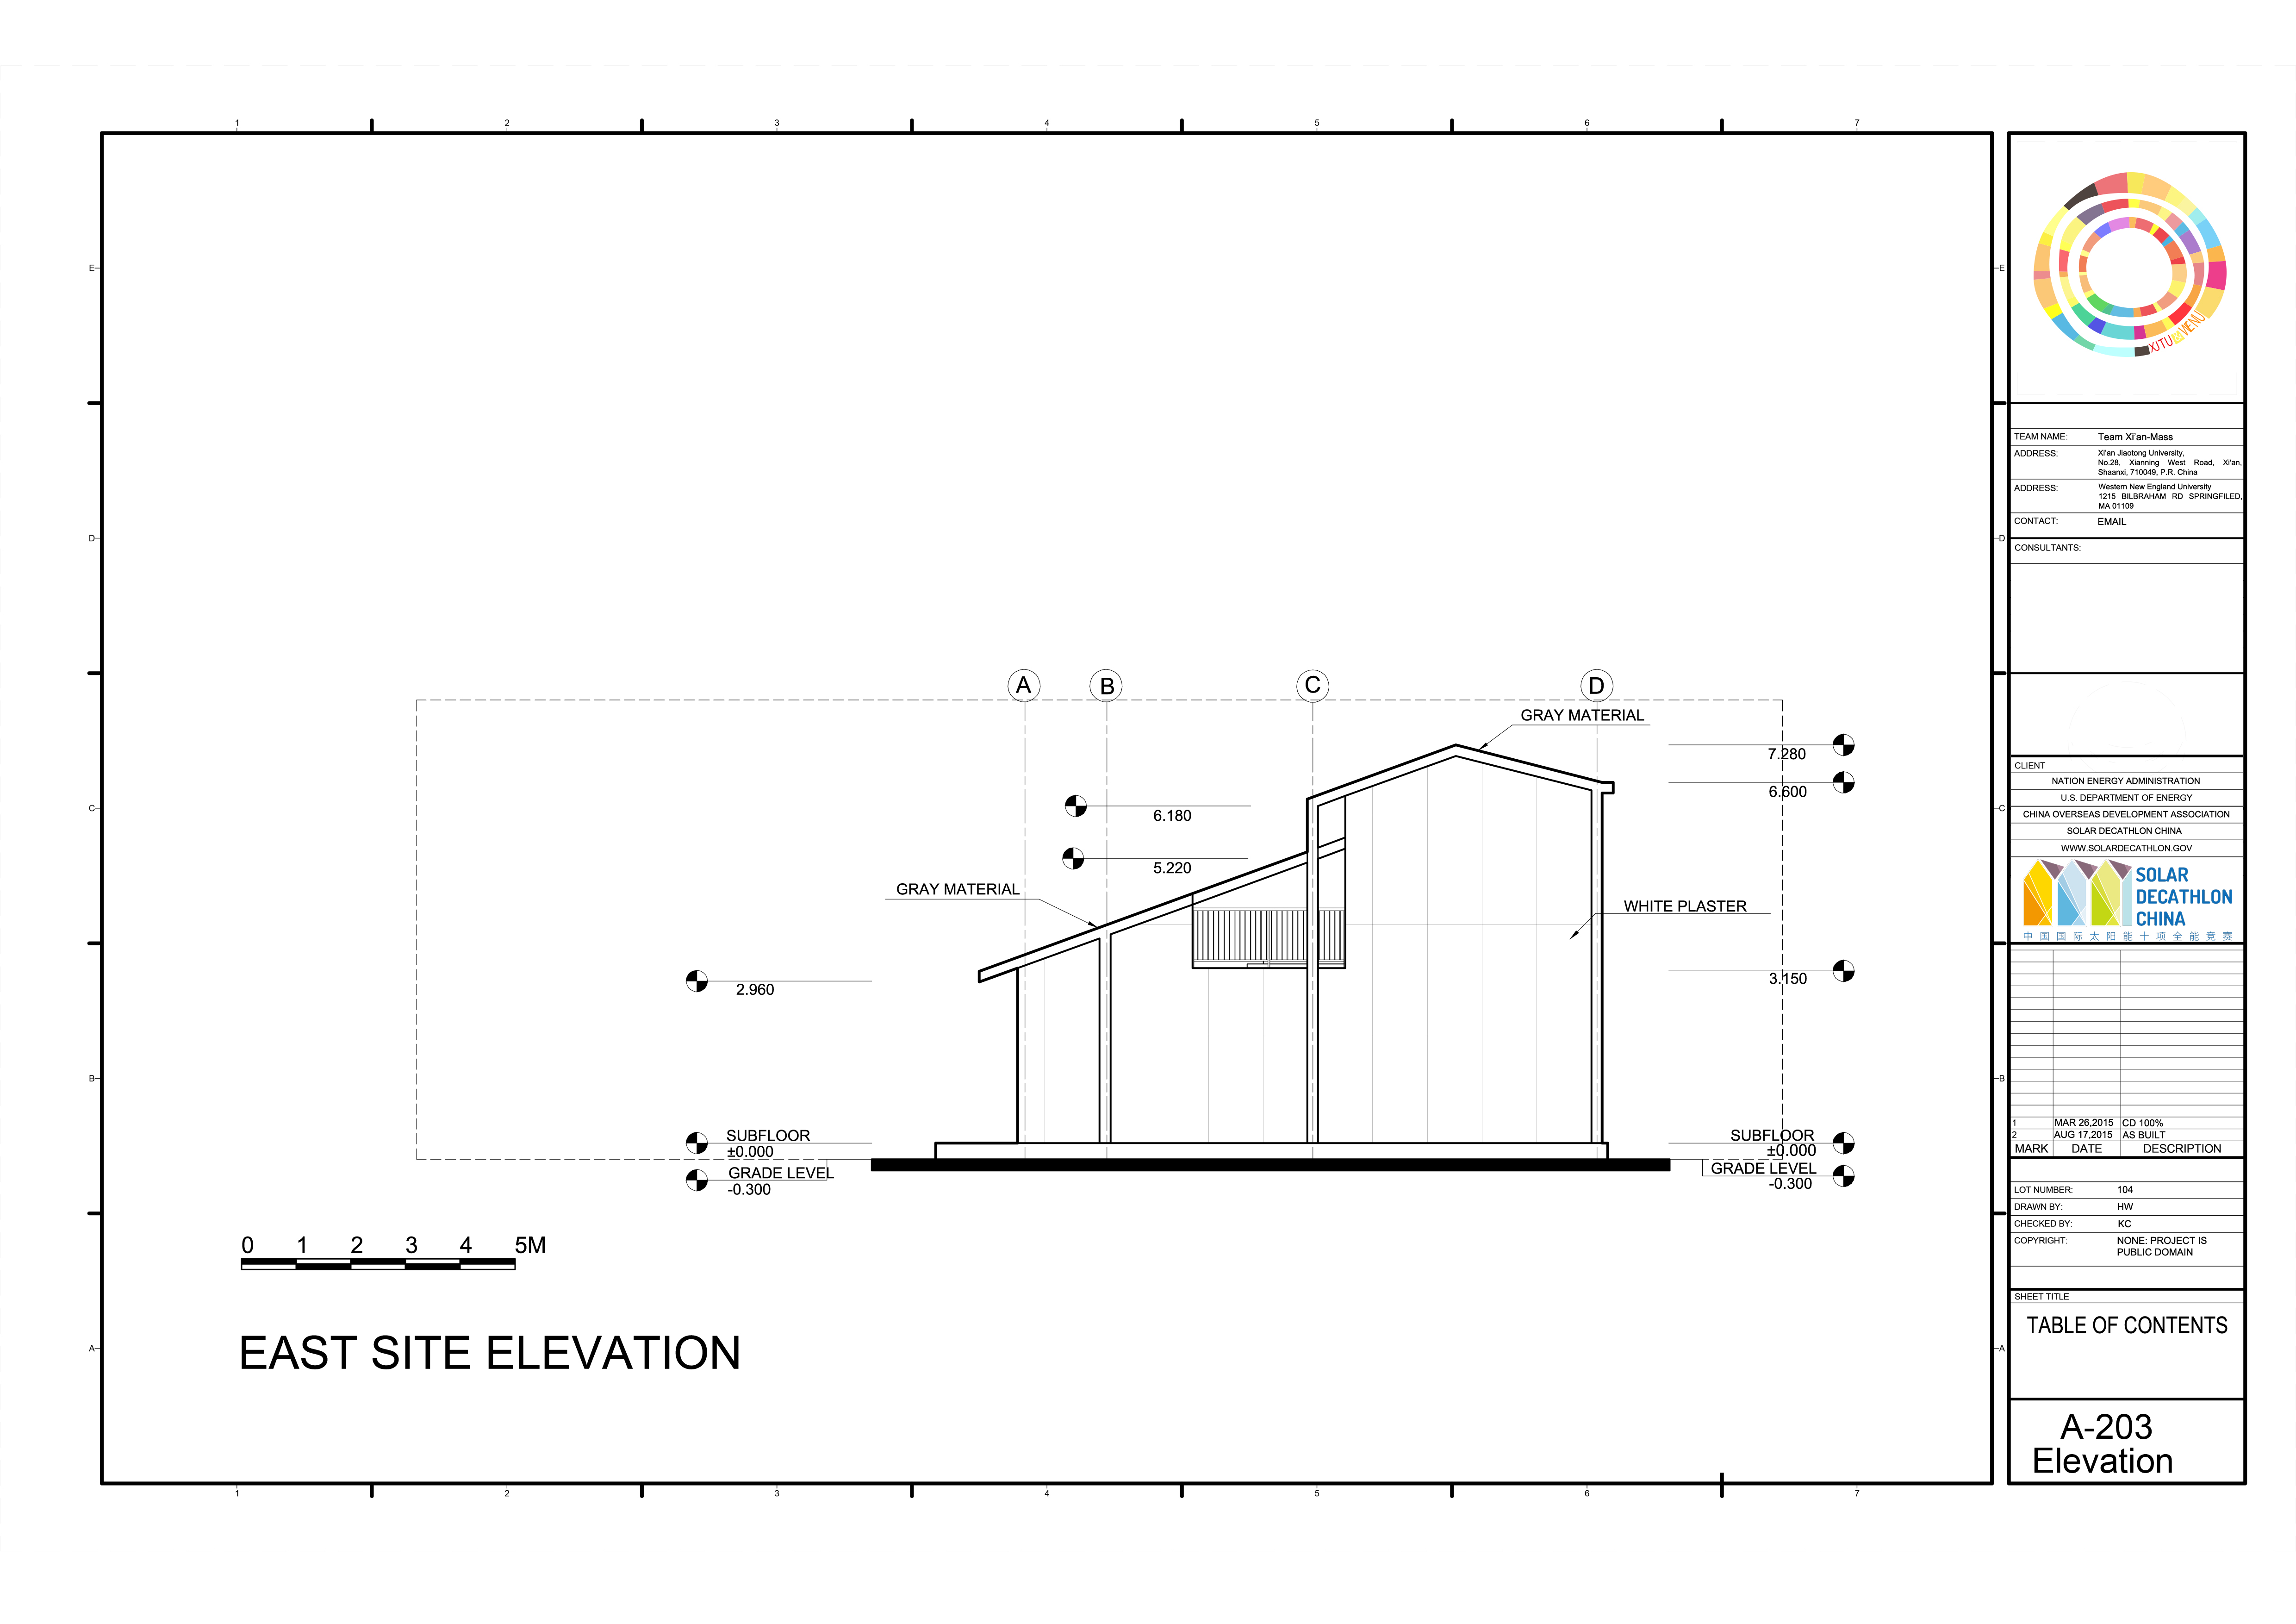 1 2 3 4 5 6 7
E E
D D
C C
B B
A A
A B C D
GRAY MATERIAL
7.280
6.600
6.180
5.220
GRAY MATERIAL
WHITE PLASTER
3.150
2.960
SUBFLOOR
±0.000
GRADE LEVEL
-0.300
SUBFLOOR
±0.000
GRADE LEVEL
-0.300
0 1 2 3 4 5M
EAST SITE ELEVATION
1 2 3 4 5 6 7
XJTU WENU
TEAM NAME: Team Xi'an-Mass
ADDRESS: Xi'an Jiaotong University,
No.28, Xianning West Road, Xi'an,
Shaanxi, 710049, P.R. China
ADDRESS: Western New England University
1215 BILBRAHAM RD SPRINGFILED,
MA 01109
CONTACT: EMAIL
CONSULTANTS:
CLIENT
NATION ENERGY ADMINISTRATION
U.S. DEPARTMENT OF ENERGY
CHINA OVERSEAS DEVELOPMENT ASSOCIATION
SOLAR DECATHLON CHINA
WWW.SOLARDECATHLON.GOV
SOLAR
DECATHLON
CHINA
中国国际太阳能十项全能竞赛
1 MAR 26,2015 CD 100%
2 AUG 17,2015 AS BUILT
MARK DATE DESCRIPTION
LOT NUMBER: 104
DRAWN BY: HW
CHECKED BY: KC
COPYRIGHT: NONE: PROJECT IS
PUBLIC DOMAIN
SHEET TITLE
TABLE OF CONTENTS
A-203
Elevation